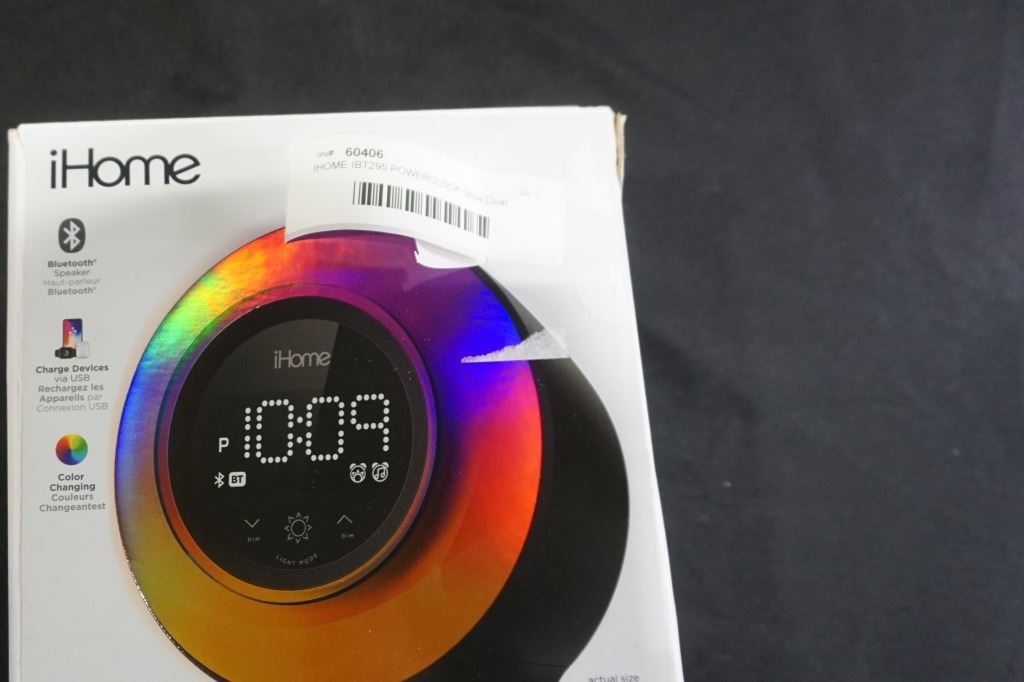 iHome
Inv# 60406
iHOME IBT295 POWERCLOCK Glow Dual
Bluetooth®
Speaker
Haut-parleur
Bluetooth®
Charge Devices
via USB
Rechargez les
Appareils par
Connexion USB
Color
Changing
Couleurs
Changeantest
iHome
P 10:09
BT
DIM
DIM
LIGHT MODE
actual size